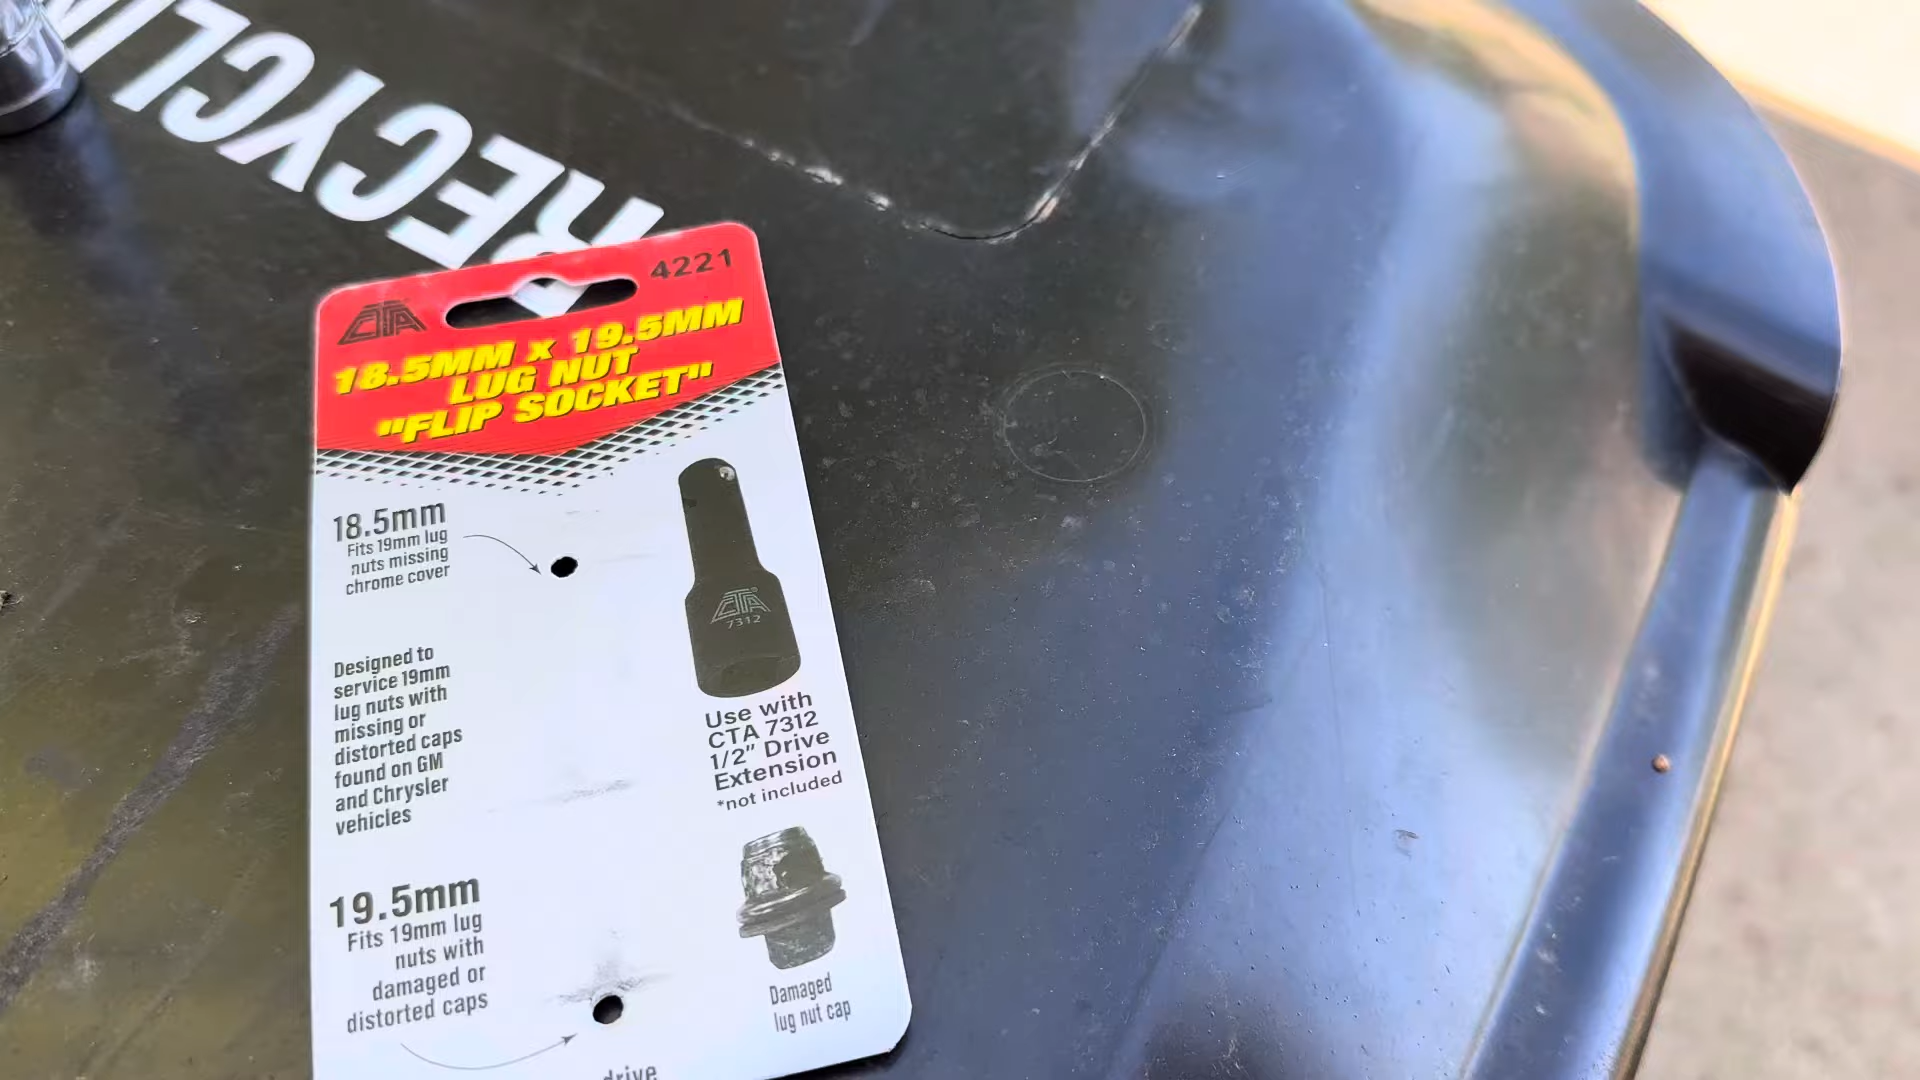 RECYCLIN
CTA
4221
18.5MM x 19.5MM
LUG NUT
"FLIP SOCKET"
18.5mm
Fits 19mm lug
nuts missing
chrome cover
CTA
7312
Designed to
service 19mm
lug nuts with
missing or
distorted caps
found on GM
and Chrysler
vehicles
Use with
CTA 7312
1/2" Drive
Extension
*not included
19.5mm
Fits 19mm lug
nuts with
damaged or
distorted caps
Damaged
lug nut cap
drive